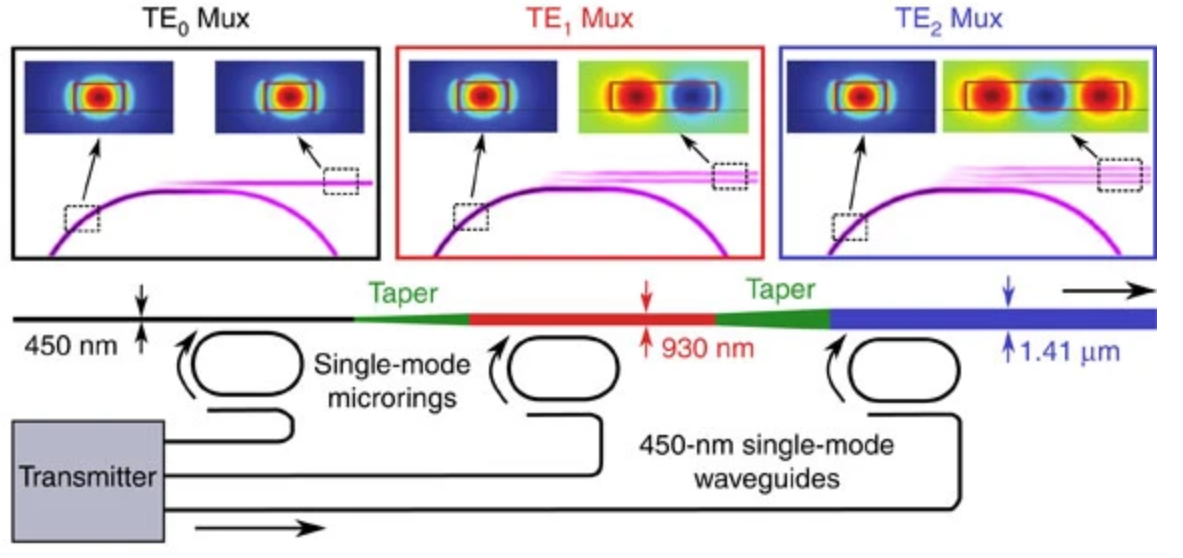 TE0 Mux
TE1 Mux
TE2 Mux
Taper
Taper
450 nm
930 nm
1.41 μm
Single-mode
microrings
450-nm single-mode
waveguides
Transmitter